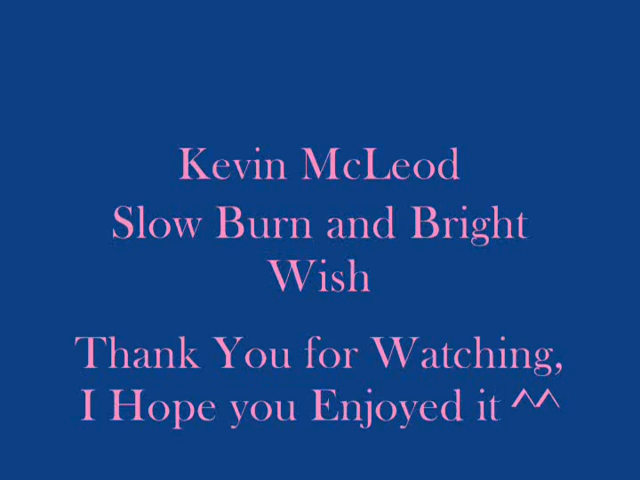 Kevin McLeod
Slow Burn and Bright
Wish
Thank You for Watching,
I Hope you Enjoyed it ^^